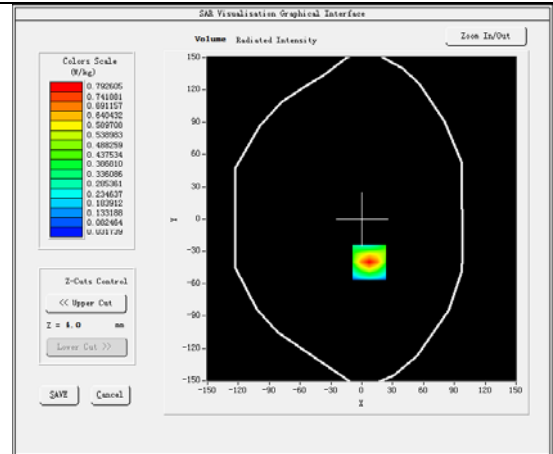 SAR Visualisation Graphical Interface
Volume Radiated Intensity
Zoom In/Out
Colors Scale
(W/kg)
0.792605
0.741881
0.691157
0.640432
0.589708
0.538983
0.488259
0.437534
0.386810
0.336086
0.285361
0.234637
0.183912
0.133188
0.082464
0.031739
Z-Cuts Control
<< Upper Cut
Z = 4.0 mm
Lower Cut >>
SAVE Cancel
150
120
90
60
30
Y 0
-30
-60
-90
-120
-150
-150 -120 -90 -60 -30 0 30 60 90 120 150
X